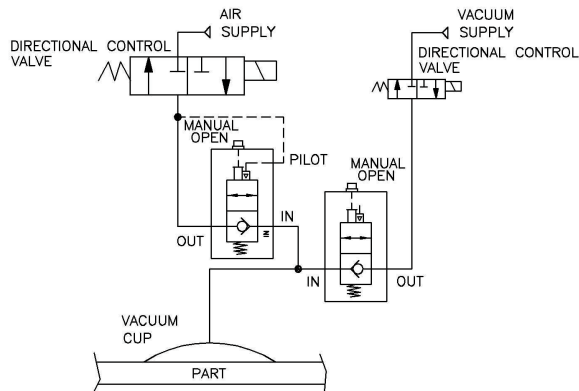 AIR
SUPPLY
VACUUM
SUPPLY
DIRECTIONAL CONTROL
VALVE
DIRECTIONAL CONTROL
VALVE
MANUAL
OPEN
PILOT
MANUAL
OPEN
IN
OUT
IN
IN
OUT
VACUUM
CUP
PART